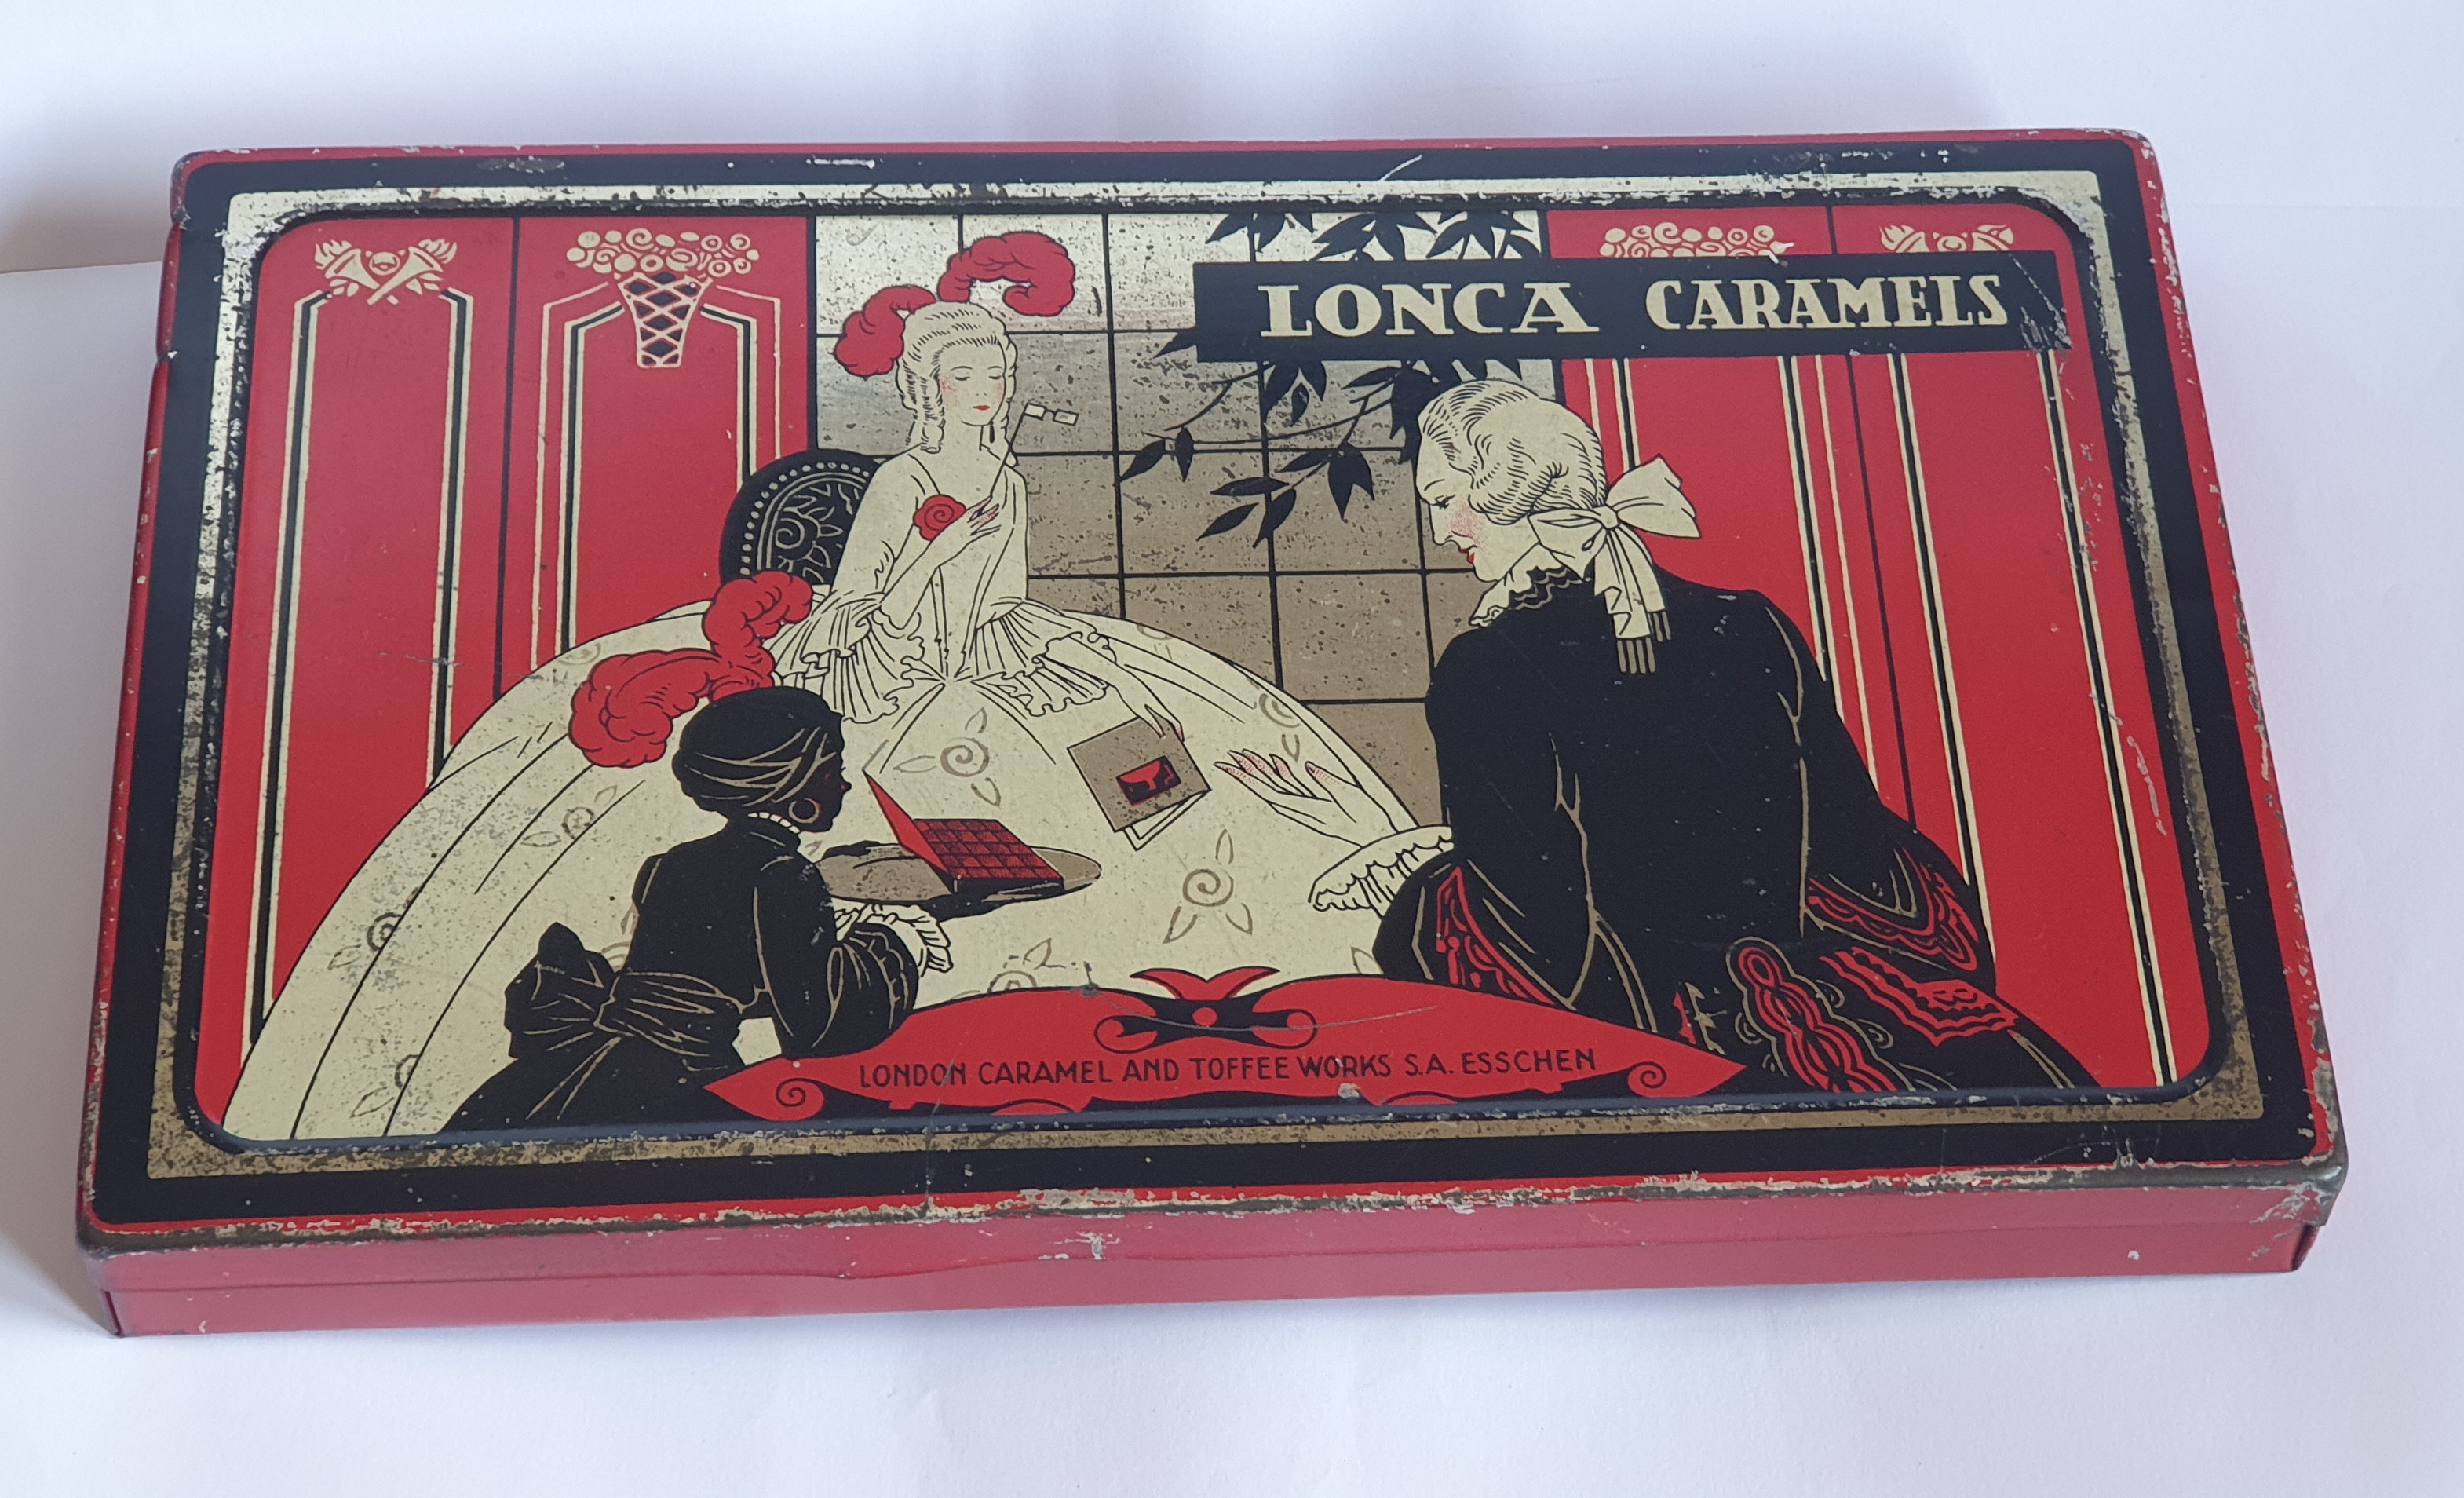 LONCA CARAMELS
LONDON CARAMEL AND TOFFEE WORKS S.A. ESSCHEN